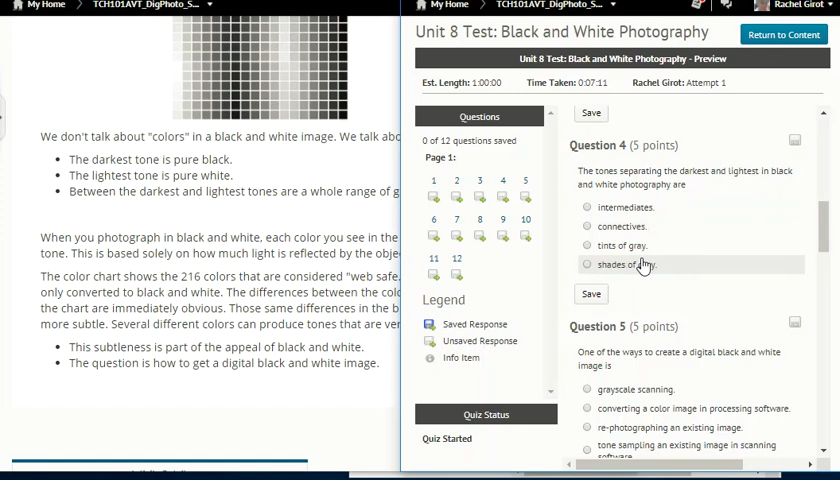 My Home
TCH101AVT_DigPhoto_S...
We don't talk about "colors" in a black and white image. We talk abo
• The darkest tone is pure black.
• The lightest tone is pure white.
• Between the darkest and lightest tones are a whole range of g
When you photograph in black and white, each color you see in the
tone. This is based solely on how much light is reflected by the obje
The color chart shows the 216 colors that are considered "web safe.
only converted to black and white. The differences between the colo
the chart are immediately obvious. Those same differences in the b
more subtle. Several different colors can produce tones that are ver
• This subtleness is part of the appeal of black and white.
• The question is how to get a digital black and white image.
My Home
TCH101AVT_DigPhoto_S...
Rachel Girot
Unit 8 Test: Black and White Photography
Return to Content
Unit 8 Test: Black and White Photography - Preview
Est. Length: 1:00:00 Time Taken: 0:07:11 Rachel Girot: Attempt 1
Questions
0 of 12 questions saved
Page 1:
1 2 3 4 5
6 7 8 9 10
11 12
Legend
Saved Response
Unsaved Response
Info Item
Quiz Status
Quiz Started
Save
Question 4 (5 points)
The tones separating the darkest and lightest in black
and white photography are
intermediates.
connectives.
tints of gray.
shades of
Save
Question 5 (5 points)
One of the ways to create a digital black and white
image is
grayscale scanning.
converting a color image in processing software.
re-photographing an existing image.
tone sampling an existing image in scanning
software.